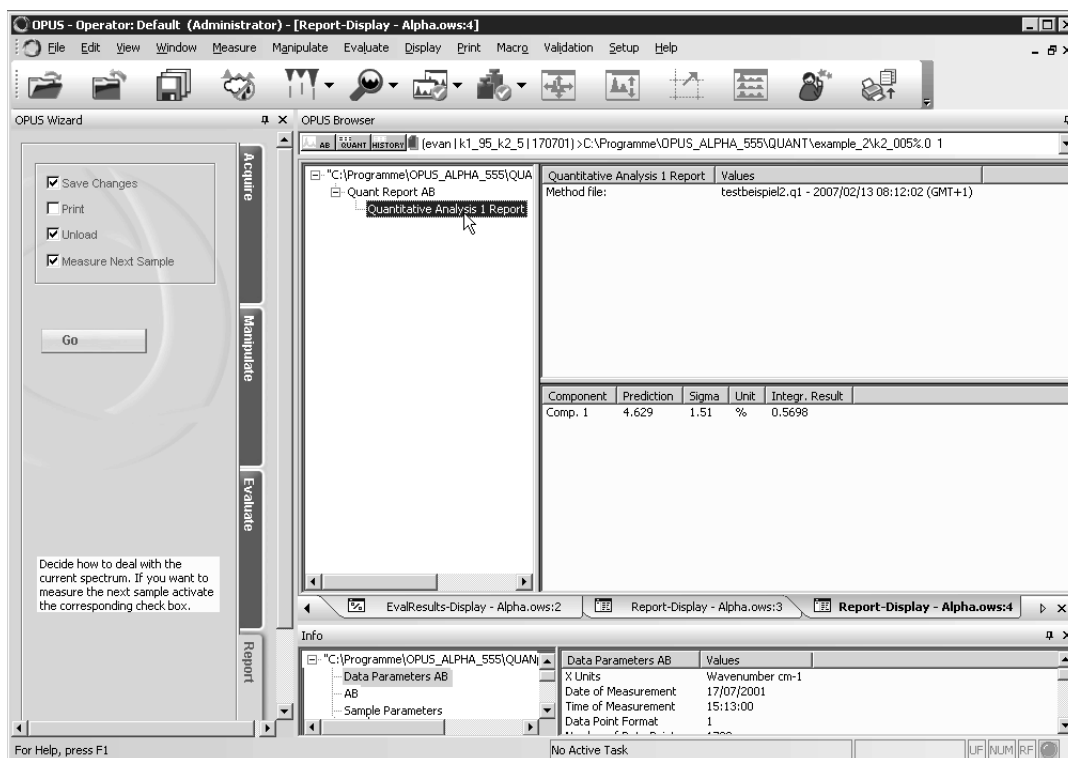 OPUS - Operator: Default (Administrator) - [Report-Display - Alpha.ows:4]
File Edit View Window Measure Manipulate Evaluate Display Print Macro Validation Setup Help
OPUS Wizard
OPUS Browser
AB QUANT HISTORY (evan | k1_95_k2_5 | 170701) >C:\Programme\OPUS_ALPHA_555\QUANT\example_2\k2_005%.0 1
Save Changes
Print
Unload
Measure Next Sample
Go
Decide how to deal with the
current spectrum. If you want to
measure the next sample activate
the corresponding check box.
Acquire
Manipulate
Evaluate
Report
"C:\Programme\OPUS_ALPHA_555\QUA
Quant Report AB
Quantitative Analysis 1 Report
Quantitative Analysis 1 Report Values
Method file: testbeispiel2.q1 - 2007/02/13 08:12:02 (GMT+1)
Component Prediction Sigma Unit Integr. Result
Comp. 1 4.629 1.51 % 0.5698
EvalResults-Display - Alpha.ows:2 Report-Display - Alpha.ows:3 Report-Display - Alpha.ows:4
Info
"C:\Programme\OPUS_ALPHA_555\QUAN
Data Parameters AB
AB
Sample Parameters
Data Parameters AB Values
X Units Wavenumber cm-1
Date of Measurement 17/07/2001
Time of Measurement 15:13:00
Data Point Format 1
For Help, press F1
No Active Task
UF NUM RF